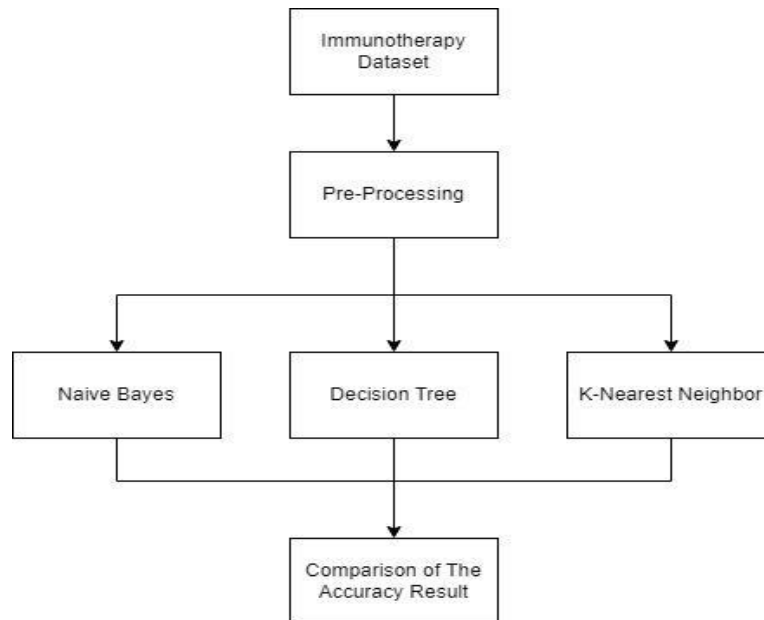 Immunotherapy
Dataset
Pre-Processing
Naive Bayes
Decision Tree
K-Nearest Neighbor
Comparison of The
Accuracy Result